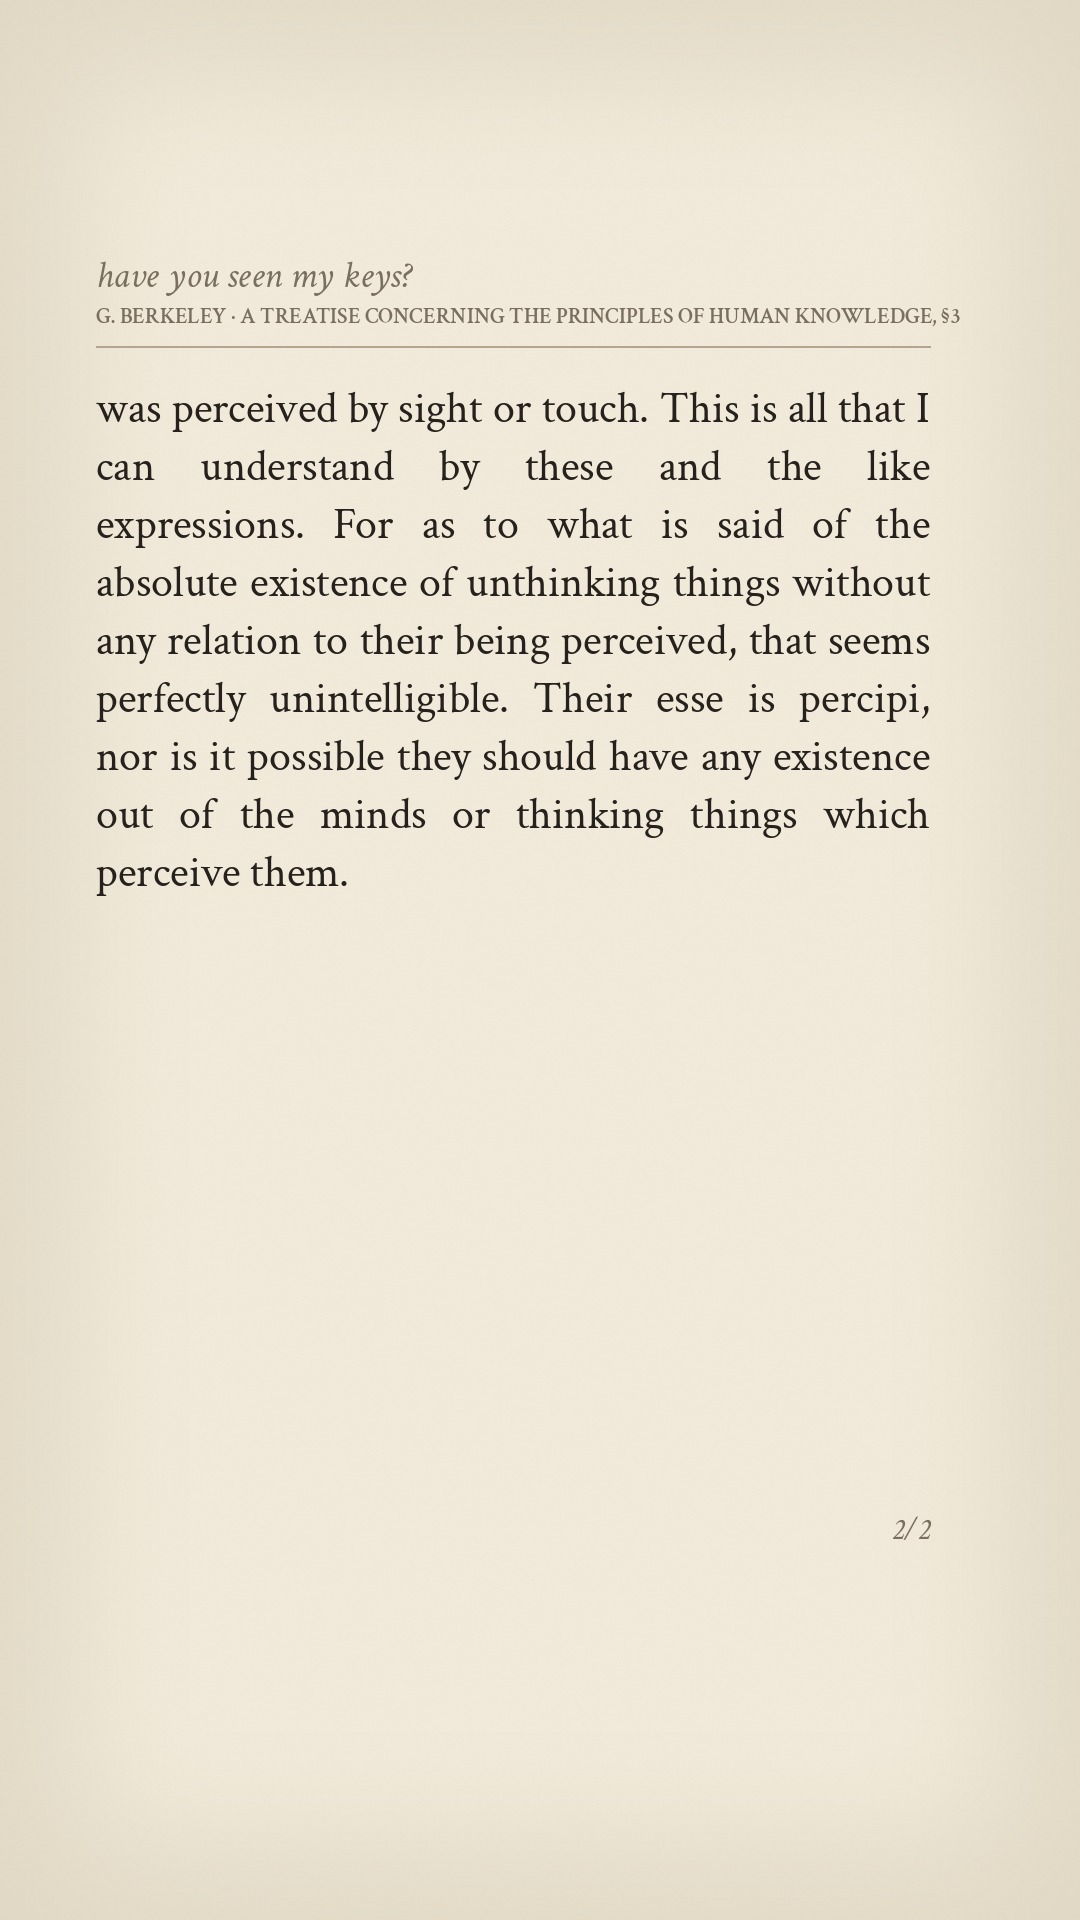 have you seen my keys?
G. BERKELEY · A TREATISE CONCERNING THE PRINCIPLES OF HUMAN KNOWLEDGE, §3
was perceived by sight or touch. This is all that I
can understand by these and the like
expressions. For as to what is said of the
absolute existence of unthinking things without
any relation to their being perceived, that seems
perfectly unintelligible. Their esse is percipi,
nor is it possible they should have any existence
out of the minds or thinking things which
perceive them.
2/2